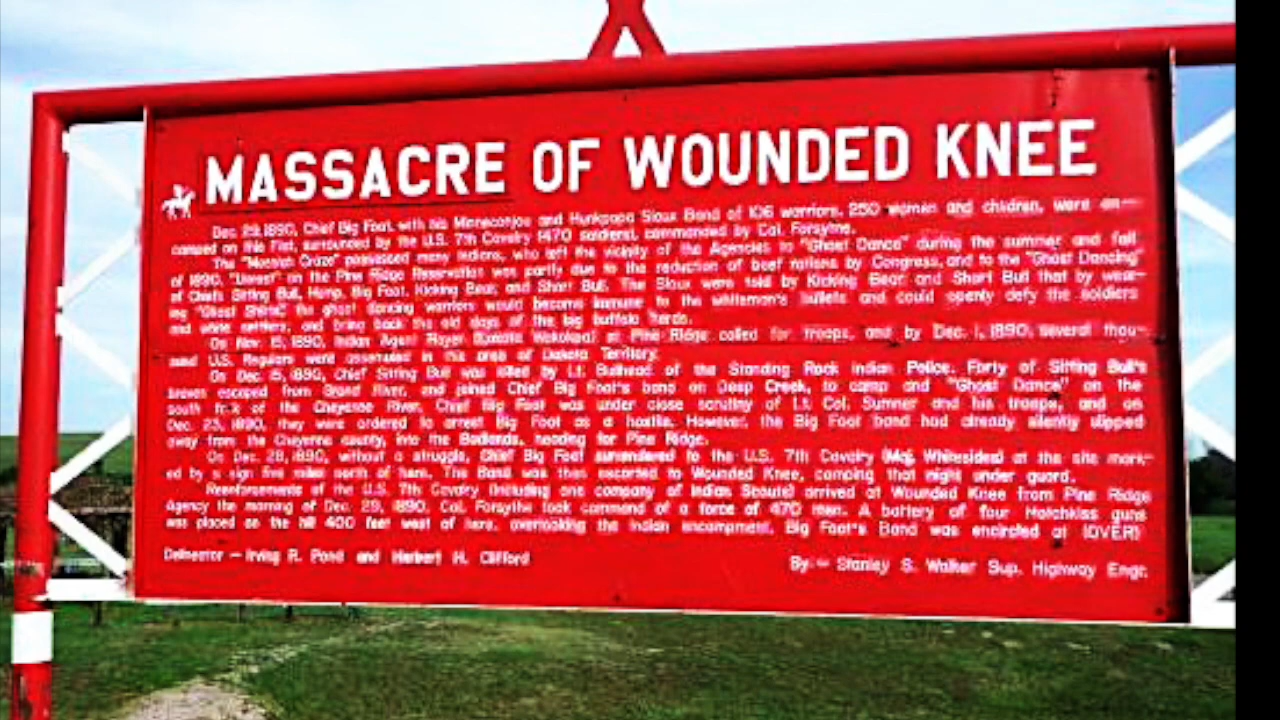 MASSACRE OF WOUNDED KNEE
Dec. 29, 1890, Chief Big Foot, with his Minneconjou and Hunkpapa Sioux Band of 106 warriors, 250 women and children, were en-
camped on this Flat, surrounded by the U.S. 7th Cavalry (470 soldiers), commanded by Col. Forsythe.
The "Messiah Craze" possessed many Indians, who left the vicinity of the Agencies to "Ghost Dance" during the summer and fall
of 1890. "Unrest" on the Pine Ridge Reservation was partly due to the reduction of beef rations by Congress, and to the "Ghost Dancing"
of Chiefs Sitting Bull, Hump, Big Foot, Kicking Bear, and Short Bull. The Sioux were told by Kicking Bear and Short Bull that by wear-
ing "Ghost Shirts," the ghost dancing warriors would become immune to the whiteman's bullets and could openly defy the soldiers
and white settlers, and bring back the old days of the big buffalo herds.
On Nov. 15, 1890, Indian Agent Royer (Lakota Wokokipa) at Pine Ridge called for troops, and by Dec. 1, 1890, several thou-
sand U.S. Regulars were assembled in this area of Dakota Territory.
On Dec. 15, 1890, Chief Sitting Bull was killed by Lt. Bullhead of the Standing Rock Indian Police. Forty of Sitting Bull's
braves escaped from Grand River, and joined Chief Big Foot's band on Deep Creek, to camp and "Ghost Dance" on the
south fork of the Cheyenne River. Chief Big Foot was under close scrutiny of Lt. Col. Sumner and his troops, and on
Dec. 23, 1890, they were ordered to arrest Big Foot as a hostile. However, the Big Foot band had already silently slipped
away from the Cheyenne country, into the Badlands, heading for Pine Ridge.
On Dec. 28, 1890, without a struggle, Chief Big Foot surrendered to the U.S. 7th Cavalry (Maj. Whiteside) at the site mark-
ed by a sign five miles north of here. The Band was then escorted to Wounded Knee, camping that night under guard.
Reenforcements of the U.S. 7th Cavalry (including one company of Indian Scouts) arrived at Wounded Knee from Pine Ridge
Agency the morning of Dec. 29, 1890. Col. Forsythe took command of a force of 470 men. A battery of four Hotchkiss guns
was placed on the hill 400 feet west of here, overlooking the Indian encampment. Big Foot's Band was encircled at (OVER)
Delineator – Irving R. Pond and Herbert H. Clifford
By:– Stanley S. Walker Sup. Highway Engr.